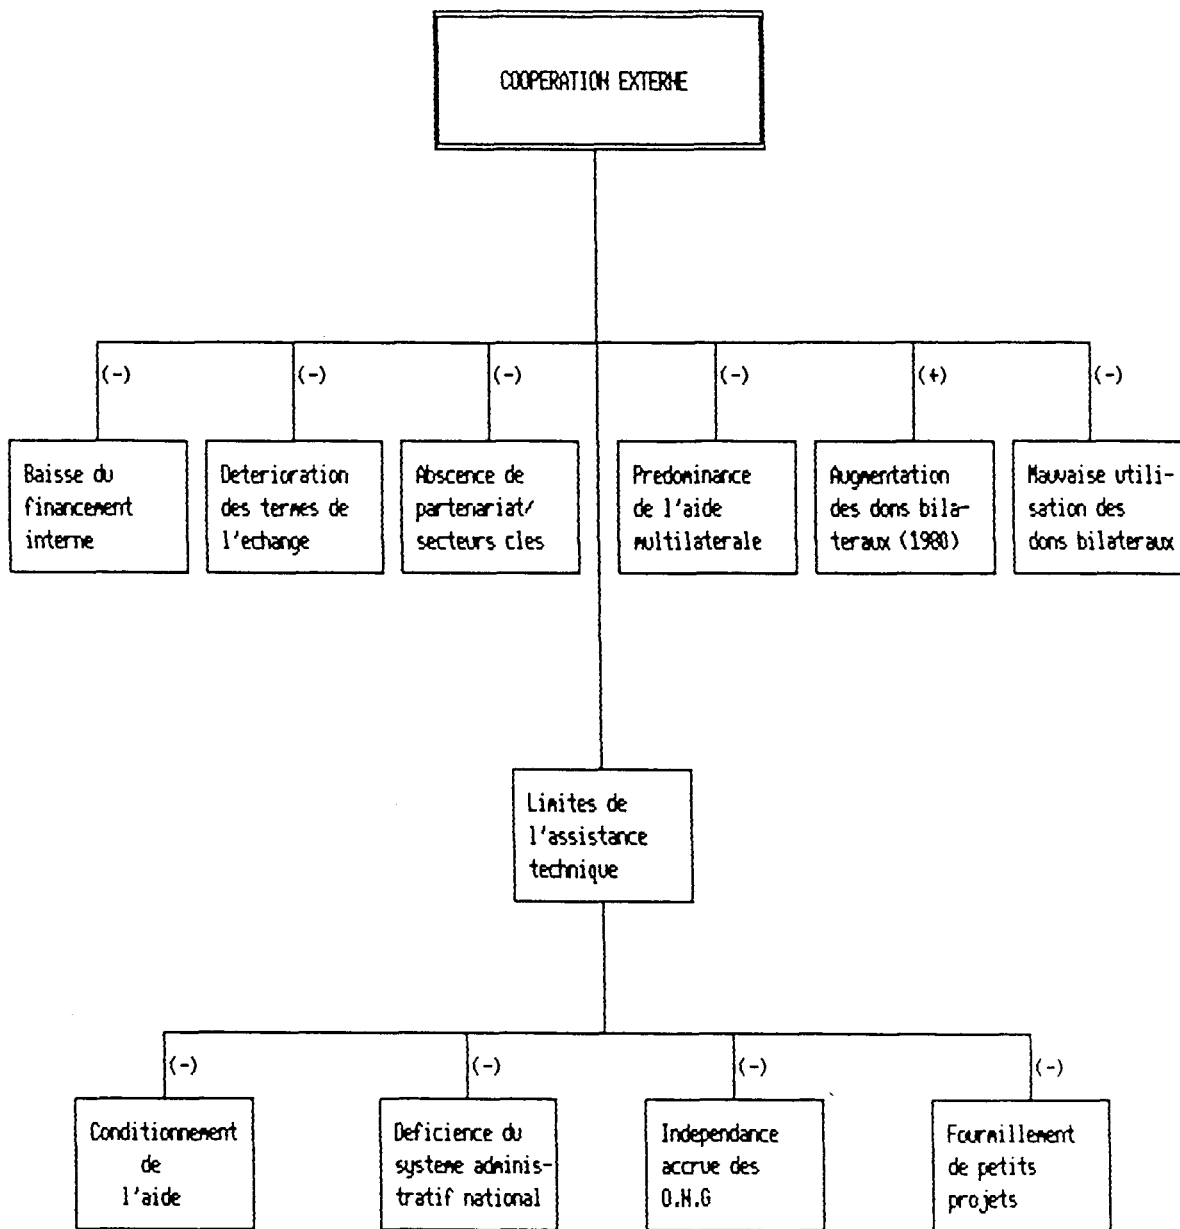 COOPERATION EXTERNE
(-)
(-)
(-)
(-)
(+)
(-)
Baisse du
financement
interne
Deterioration
des termes de
l'echange
Abscence de
partenariat/
secteurs cles
Predominance
de l'aide
multilaterale
Augmentation
des dons bila-
teraux (1980)
Mauvaise utili-
sation des
dons bilateraux
Limites de
l'assistance
technique
(-)
(-)
(-)
(-)
Conditionnement
de
l'aide
Deficience du
systeme adminis-
tratif national
Independance
accrue des
O.N.G
Fourmillement
de petits
projets